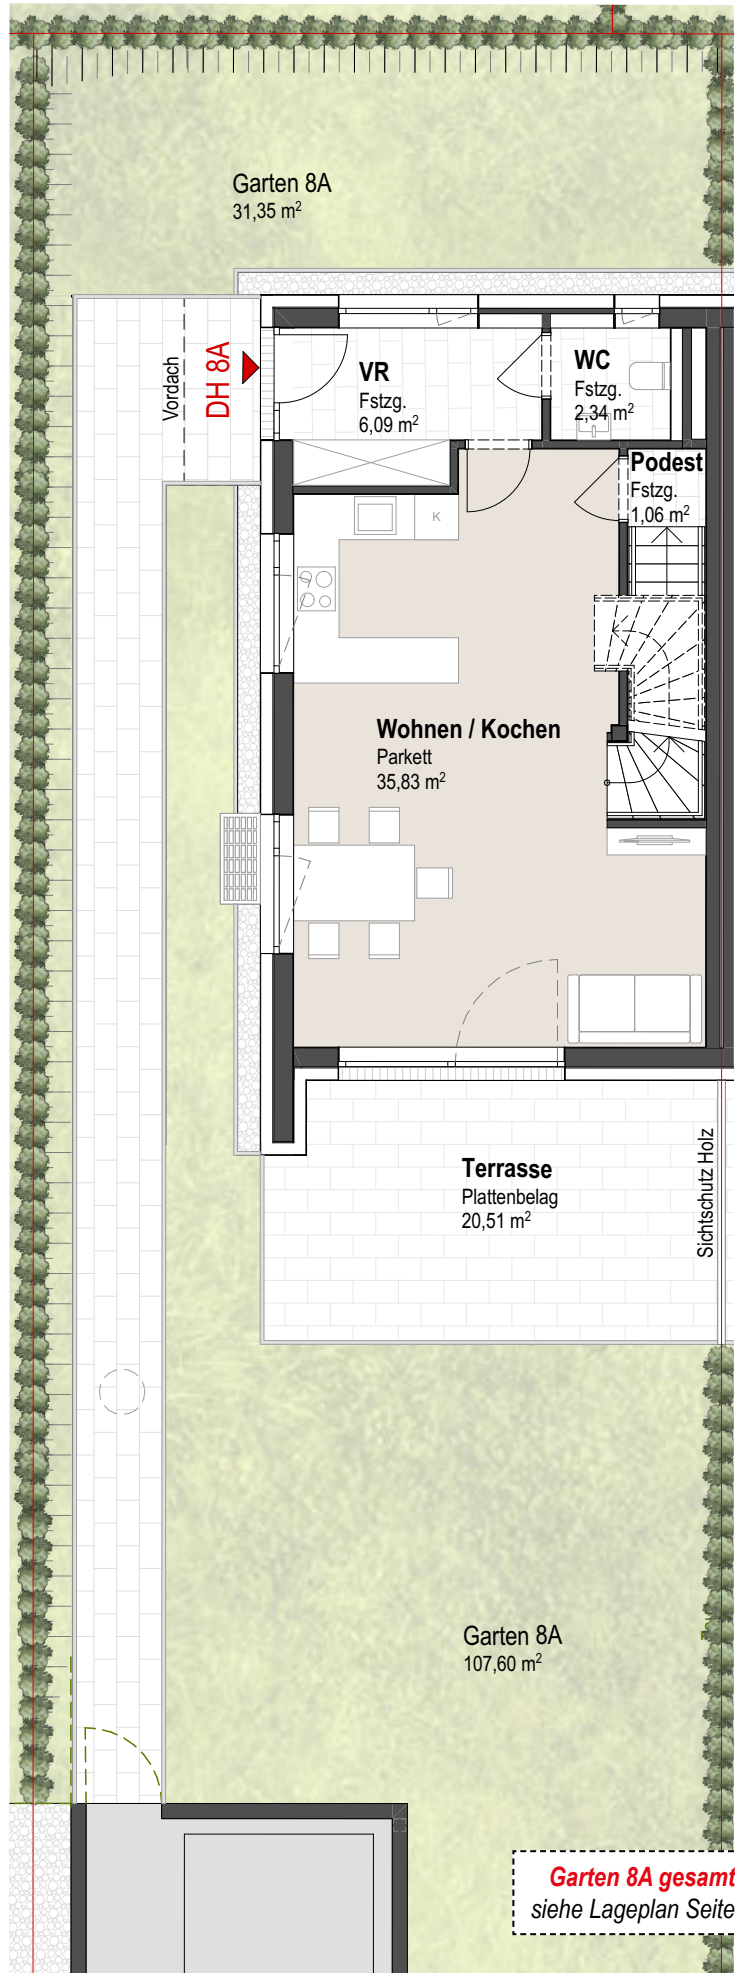 Garten 8A
31,35 m²
Vordach
DH 8A
VR
Fstzg.
6,09 m²
WC
Fstzg.
2,34 m²
Podest
Fstzg.
1,06 m²
K
Wohnen / Kochen
Parkett
35,83 m²
Terrasse
Plattenbelag
20,51 m²
Sichtschutz Holz
Garten 8A
107,60 m²
Garten 8A gesamt
siehe Lageplan Seite